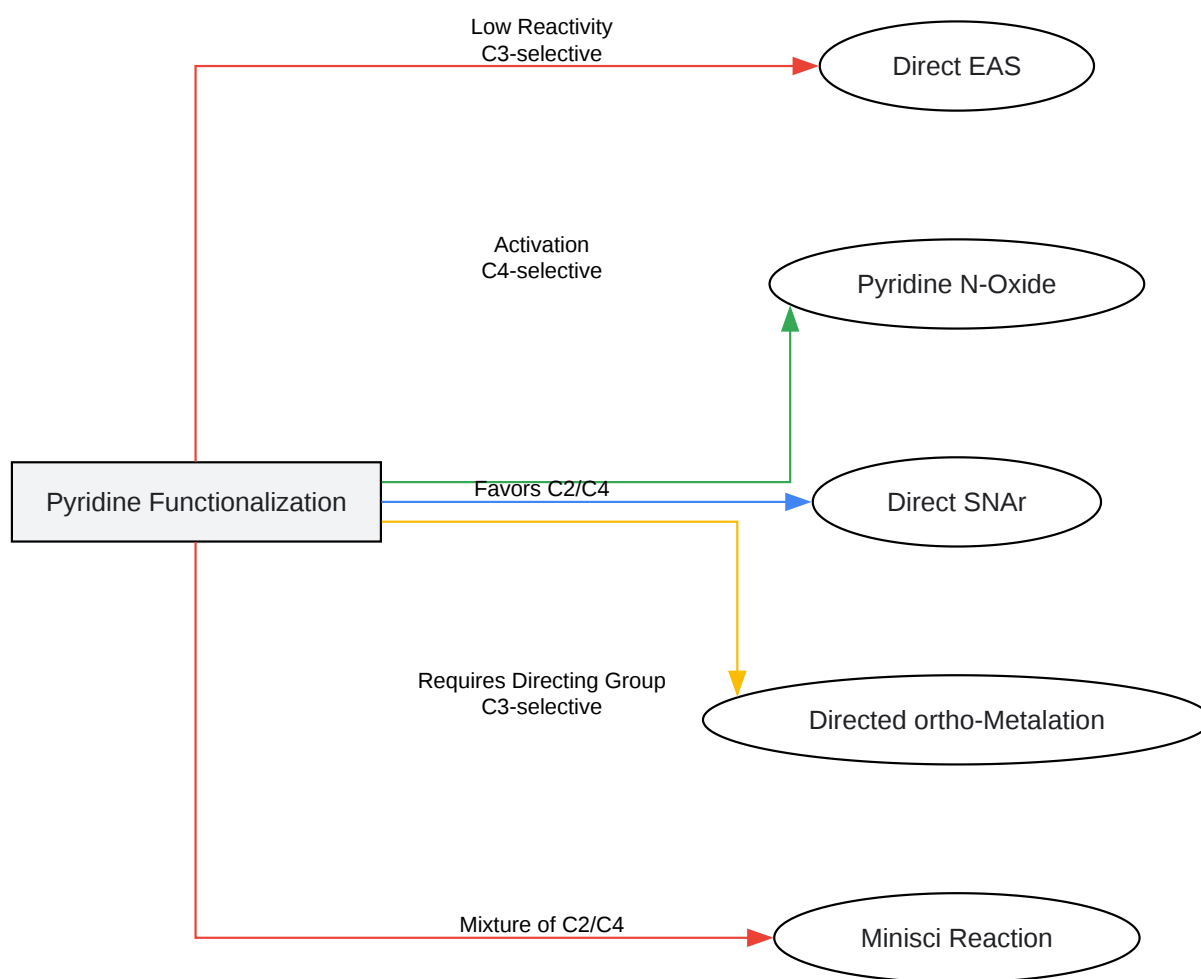 Low Reactivity
C3-selective
Direct EAS
Activation
C4-selective
Pyridine N-Oxide
Pyridine Functionalization
Favors C2/C4
Direct SNAr
Requires Directing Group
C3-selective
Directed ortho-Metalation
Mixture of C2/C4
Minisci Reaction